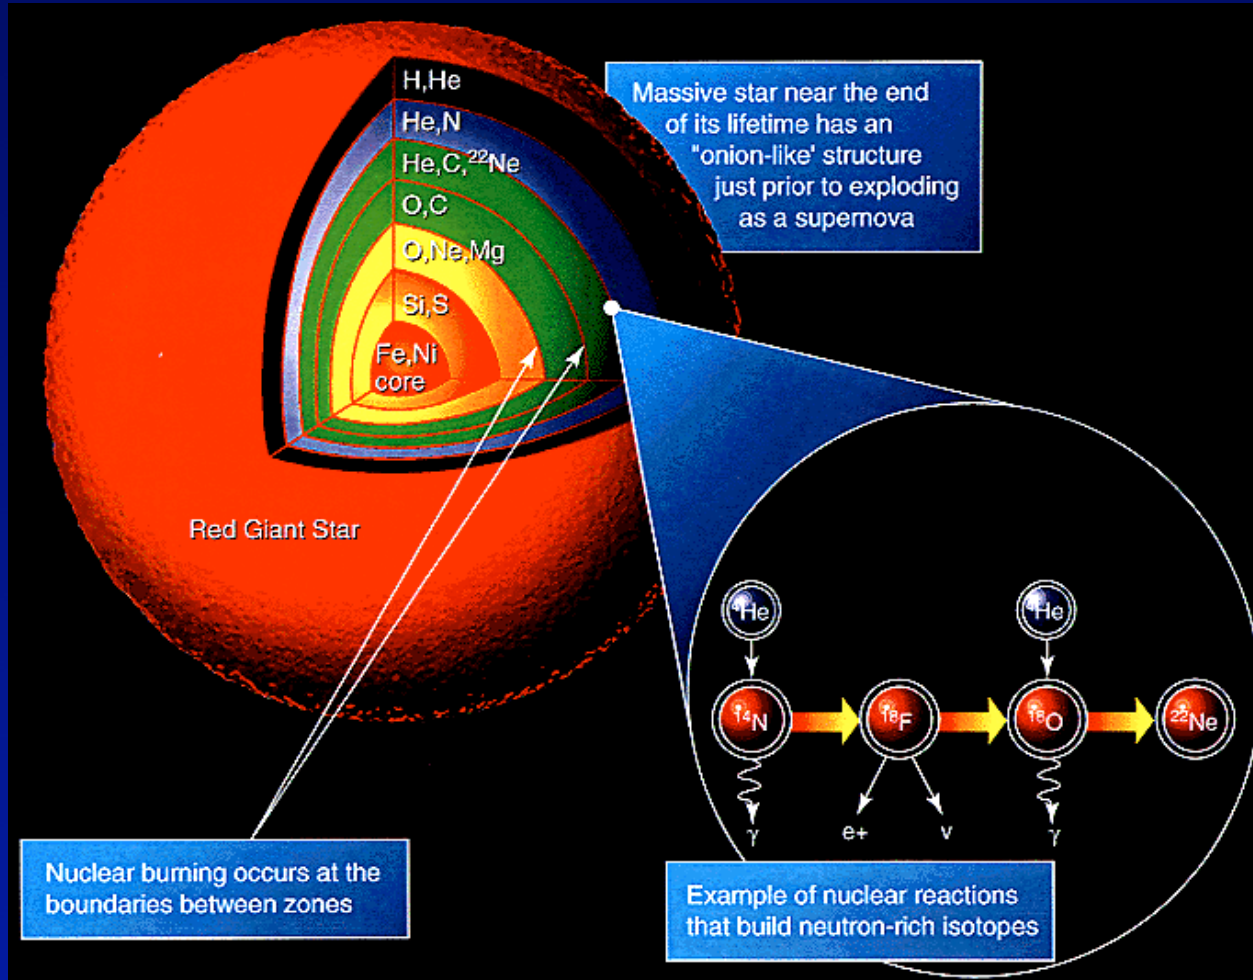 H,He
He,N
He,C,²²Ne
O,C
O,Ne,Mg
Si,S
Fe,Ni
core
Massive star near the end
of its lifetime has an
"onion-like' structure
just prior to exploding
as a supernova
Red Giant Star
⁴He
⁴He
¹⁴N
¹⁸F
¹⁸O
²²Ne
γ
e+
ν
γ
Nuclear burning occurs at the
boundaries between zones
Example of nuclear reactions
that build neutron-rich isotopes